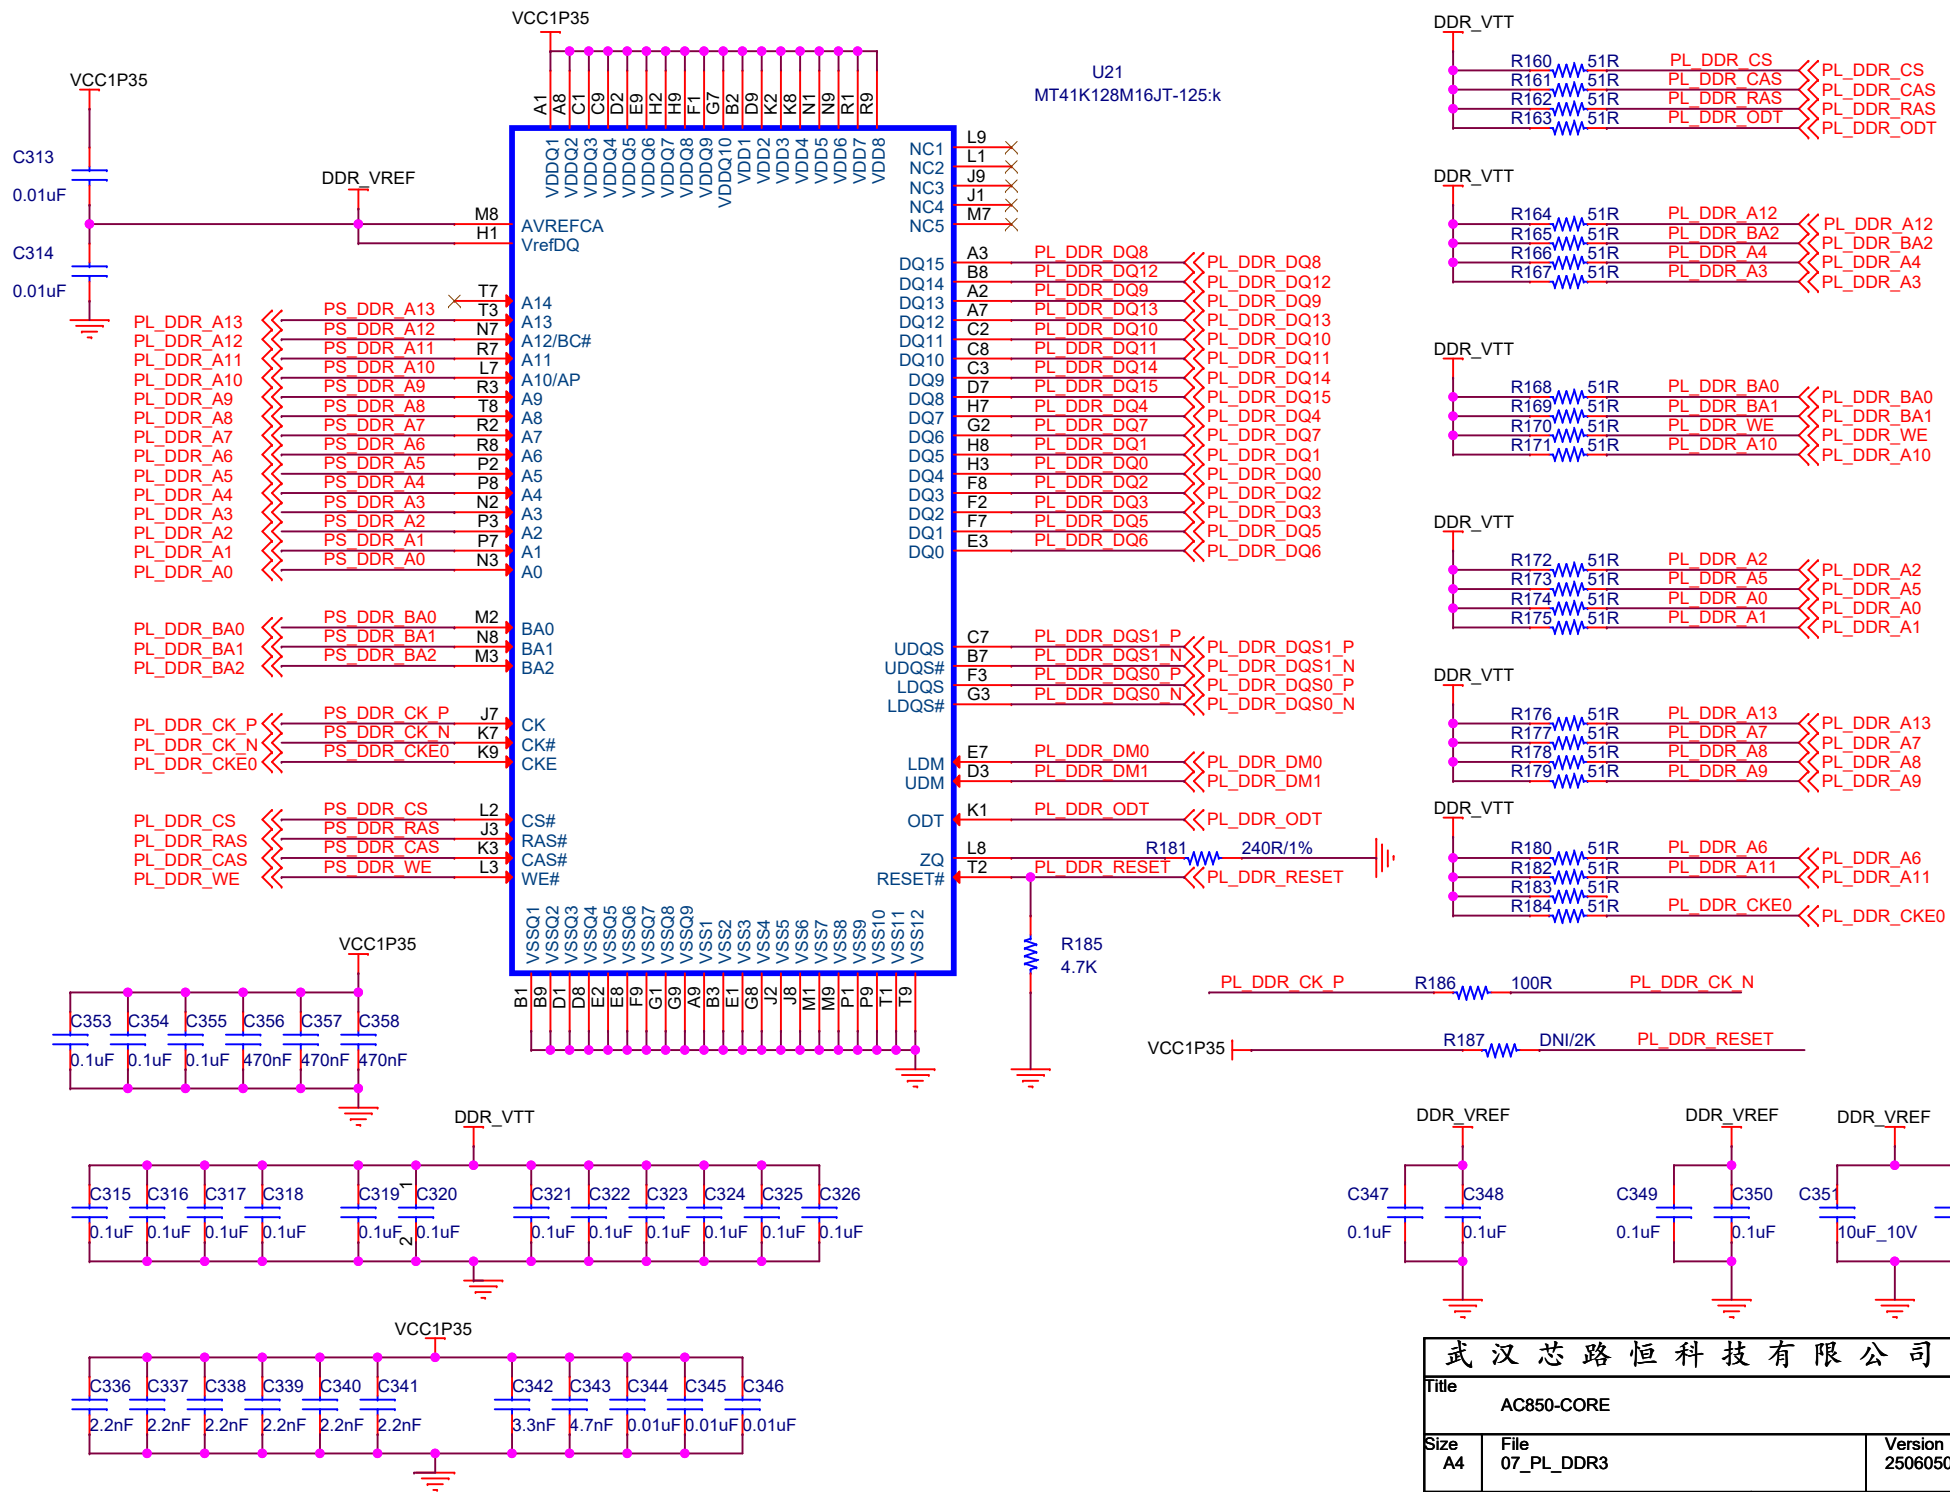 VCC1P35
U21
MT41K128M16JT-125:k
A1 A8 C1 C9 D2 E9 H2 H9 F1 G7 B2 D9 K2 K8 N1 N9 R1 R9
VDDQ1 VDDQ2 VDDQ3 VDDQ4 VDDQ5 VDDQ6 VDDQ7 VDDQ8 VDDQ9 VDDQ10 VDD1 VDD2 VDD3 VDD4 VDD5 VDD6 VDD7 VDD8
VCC1P35
C313
0.01uF
C314
0.01uF
DDR_VREF
M8 AVREFCA
H1 VrefDQ
T7 A14
PL_DDR_A13 PS_DDR_A13 T3 A13
PL_DDR_A12 PS_DDR_A12 N7 A12/BC#
PL_DDR_A11 PS_DDR_A11 R7 A11
PL_DDR_A10 PS_DDR_A10 L7 A10/AP
PL_DDR_A9 PS_DDR_A9 R3 A9
PL_DDR_A8 PS_DDR_A8 T8 A8
PL_DDR_A7 PS_DDR_A7 R2 A7
PL_DDR_A6 PS_DDR_A6 R8 A6
PL_DDR_A5 PS_DDR_A5 P2 A5
PL_DDR_A4 PS_DDR_A4 P8 A4
PL_DDR_A3 PS_DDR_A3 N2 A3
PL_DDR_A2 PS_DDR_A2 P3 A2
PL_DDR_A1 PS_DDR_A1 P7 A1
PL_DDR_A0 PS_DDR_A0 N3 A0
PL_DDR_BA0 PS_DDR_BA0 M2 BA0
PL_DDR_BA1 PS_DDR_BA1 N8 BA1
PL_DDR_BA2 PS_DDR_BA2 M3 BA2
PL_DDR_CK_P PS_DDR_CK_P J7 CK
PL_DDR_CK_N PS_DDR_CK_N K7 CK#
PL_DDR_CKE0 PS_DDR_CKE0 K9 CKE
PL_DDR_CS PS_DDR_CS L2 CS#
PL_DDR_RAS PS_DDR_RAS J3 RAS#
PL_DDR_CAS PS_DDR_CAS K3 CAS#
PL_DDR_WE PS_DDR_WE L3 WE#
NC1 L9
NC2 L1
NC3 J9
NC4 J1
NC5 M7
DQ15 A3 PL_DDR_DQ8 PL_DDR_DQ8
DQ14 B8 PL_DDR_DQ12 PL_DDR_DQ12
DQ13 A2 PL_DDR_DQ9 PL_DDR_DQ9
DQ12 A7 PL_DDR_DQ13 PL_DDR_DQ13
DQ11 C2 PL_DDR_DQ10 PL_DDR_DQ10
DQ10 C8 PL_DDR_DQ11 PL_DDR_DQ11
DQ9 C3 PL_DDR_DQ14 PL_DDR_DQ14
DQ8 D7 PL_DDR_DQ15 PL_DDR_DQ15
DQ7 H7 PL_DDR_DQ4 PL_DDR_DQ4
DQ6 G2 PL_DDR_DQ7 PL_DDR_DQ7
DQ5 H8 PL_DDR_DQ1 PL_DDR_DQ1
DQ4 H3 PL_DDR_DQ0 PL_DDR_DQ0
DQ3 F8 PL_DDR_DQ2 PL_DDR_DQ2
DQ2 F2 PL_DDR_DQ3 PL_DDR_DQ3
DQ1 F7 PL_DDR_DQ5 PL_DDR_DQ5
DQ0 E3 PL_DDR_DQ6 PL_DDR_DQ6
UDQS C7 PL_DDR_DQS1_P PL_DDR_DQS1_P
UDQS# B7 PL_DDR_DQS1_N PL_DDR_DQS1_N
LDQS F3 PL_DDR_DQS0_P PL_DDR_DQS0_P
LDQS# G3 PL_DDR_DQS0_N PL_DDR_DQS0_N
LDM E7 PL_DDR_DM0 PL_DDR_DM0
UDM D3 PL_DDR_DM1 PL_DDR_DM1
ODT K1 PL_DDR_ODT PL_DDR_ODT
ZQ L8 R181 240R/1%
RESET# T2 PL_DDR_RESET PL_DDR_RESET
R185
4.7K
VSSQ1 VSSQ2 VSSQ3 VSSQ4 VSSQ5 VSSQ6 VSSQ7 VSSQ8 VSSQ9 VSS1 VSS2 VSS3 VSS4 VSS5 VSS6 VSS7 VSS8 VSS9 VSS10 VSS11 VSS12
B1 B9 D1 D8 E2 E8 F9 G1 G9 A9 B3 E1 G8 J2 J8 M1 M9 P1 P9 T1 T9
DDR_VTT
R160 51R PL_DDR_CS PL_DDR_CS
R161 51R PL_DDR_CAS PL_DDR_CAS
R162 51R PL_DDR_RAS PL_DDR_RAS
R163 51R PL_DDR_ODT PL_DDR_ODT
DDR_VTT
R164 51R PL_DDR_A12 PL_DDR_A12
R165 51R PL_DDR_BA2 PL_DDR_BA2
R166 51R PL_DDR_A4 PL_DDR_A4
R167 51R PL_DDR_A3 PL_DDR_A3
DDR_VTT
R168 51R PL_DDR_BA0 PL_DDR_BA0
R169 51R PL_DDR_BA1 PL_DDR_BA1
R170 51R PL_DDR_WE PL_DDR_WE
R171 51R PL_DDR_A10 PL_DDR_A10
DDR_VTT
R172 51R PL_DDR_A2 PL_DDR_A2
R173 51R PL_DDR_A5 PL_DDR_A5
R174 51R PL_DDR_A0 PL_DDR_A0
R175 51R PL_DDR_A1 PL_DDR_A1
DDR_VTT
R176 51R PL_DDR_A13 PL_DDR_A13
R177 51R PL_DDR_A7 PL_DDR_A7
R178 51R PL_DDR_A8 PL_DDR_A8
R179 51R PL_DDR_A9 PL_DDR_A9
DDR_VTT
R180 51R PL_DDR_A6 PL_DDR_A6
R182 51R PL_DDR_A11 PL_DDR_A11
R183 51R
R184 51R PL_DDR_CKE0 PL_DDR_CKE0
PL_DDR_CK_P R186 100R PL_DDR_CK_N
VCC1P35 R187 DNI/2K PL_DDR_RESET
VCC1P35
C353 C354 C355 C356 C357 C358
0.1uF 0.1uF 0.1uF 470nF 470nF 470nF
DDR_VTT
C315 C316 C317 C318 C319 1 C320 C321 C322 C323 C324 C325 C326
0.1uF 0.1uF 0.1uF 0.1uF 0.1uF 2 0.1uF 0.1uF 0.1uF 0.1uF 0.1uF 0.1uF 0.1uF
VCC1P35
C336 C337 C338 C339 C340 C341 C342 C343 C344 C345 C346
2.2nF 2.2nF 2.2nF 2.2nF 2.2nF 2.2nF 3.3nF 4.7nF 0.01uF 0.01uF 0.01uF
DDR_VREF DDR_VREF DDR_VREF
C347 C348 C349 C350 C351
0.1uF 0.1uF 0.1uF 0.1uF 10uF_10V
武汉芯路恒科技有限公司
Title
AC850-CORE
Size File Version
A4 07_PL_DDR3 2506050